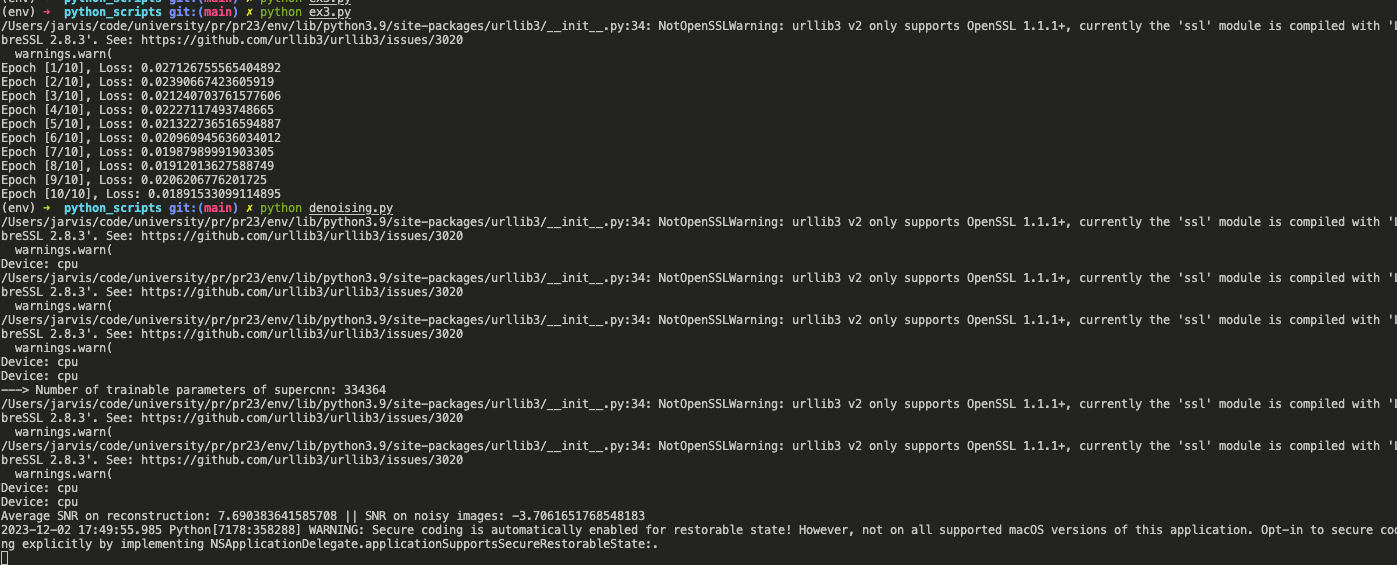 (env) → python_scripts git:(main) ✗ python ex3.py
(env) → python_scripts git:(main) ✗ python ex3.py
/Users/jarvis/code/university/pr/pr23/env/lib/python3.9/site-packages/urllib3/__init__.py:34: NotOpenSSLWarning: urllib3 v2 only supports OpenSSL 1.1.1+, currently the 'ssl' module is compiled with 'Li
breSSL 2.8.3'. See: https://github.com/urllib3/urllib3/issues/3020
  warnings.warn(
Epoch [1/10], Loss: 0.027126755565404892
Epoch [2/10], Loss: 0.02390667423605919
Epoch [3/10], Loss: 0.021240703761577606
Epoch [4/10], Loss: 0.02227117493748665
Epoch [5/10], Loss: 0.021322736516594887
Epoch [6/10], Loss: 0.020960945636034012
Epoch [7/10], Loss: 0.01987989991903305
Epoch [8/10], Loss: 0.01912013627588749
Epoch [9/10], Loss: 0.0206206776201725
Epoch [10/10], Loss: 0.01891533099114895
(env) → python_scripts git:(main) ✗ python denoising.py
/Users/jarvis/code/university/pr/pr23/env/lib/python3.9/site-packages/urllib3/__init__.py:34: NotOpenSSLWarning: urllib3 v2 only supports OpenSSL 1.1.1+, currently the 'ssl' module is compiled with 'Li
breSSL 2.8.3'. See: https://github.com/urllib3/urllib3/issues/3020
  warnings.warn(
Device: cpu
/Users/jarvis/code/university/pr/pr23/env/lib/python3.9/site-packages/urllib3/__init__.py:34: NotOpenSSLWarning: urllib3 v2 only supports OpenSSL 1.1.1+, currently the 'ssl' module is compiled with 'Li
breSSL 2.8.3'. See: https://github.com/urllib3/urllib3/issues/3020
  warnings.warn(
/Users/jarvis/code/university/pr/pr23/env/lib/python3.9/site-packages/urllib3/__init__.py:34: NotOpenSSLWarning: urllib3 v2 only supports OpenSSL 1.1.1+, currently the 'ssl' module is compiled with 'Li
breSSL 2.8.3'. See: https://github.com/urllib3/urllib3/issues/3020
  warnings.warn(
Device: cpu
Device: cpu
---> Number of trainable parameters of supercnn: 334364
/Users/jarvis/code/university/pr/pr23/env/lib/python3.9/site-packages/urllib3/__init__.py:34: NotOpenSSLWarning: urllib3 v2 only supports OpenSSL 1.1.1+, currently the 'ssl' module is compiled with 'Li
breSSL 2.8.3'. See: https://github.com/urllib3/urllib3/issues/3020
  warnings.warn(
/Users/jarvis/code/university/pr/pr23/env/lib/python3.9/site-packages/urllib3/__init__.py:34: NotOpenSSLWarning: urllib3 v2 only supports OpenSSL 1.1.1+, currently the 'ssl' module is compiled with 'Li
breSSL 2.8.3'. See: https://github.com/urllib3/urllib3/issues/3020
  warnings.warn(
Device: cpu
Device: cpu
Average SNR on reconstruction: 7.690383641585708 || SNR on noisy images: -3.7061651768548183
2023-12-02 17:49:55.985 Python[7178:358288] WARNING: Secure coding is automatically enabled for restorable state! However, not on all supported macOS versions of this application. Opt-in to secure codi
ng explicitly by implementing NSApplicationDelegate.applicationSupportsSecureRestorableState:.